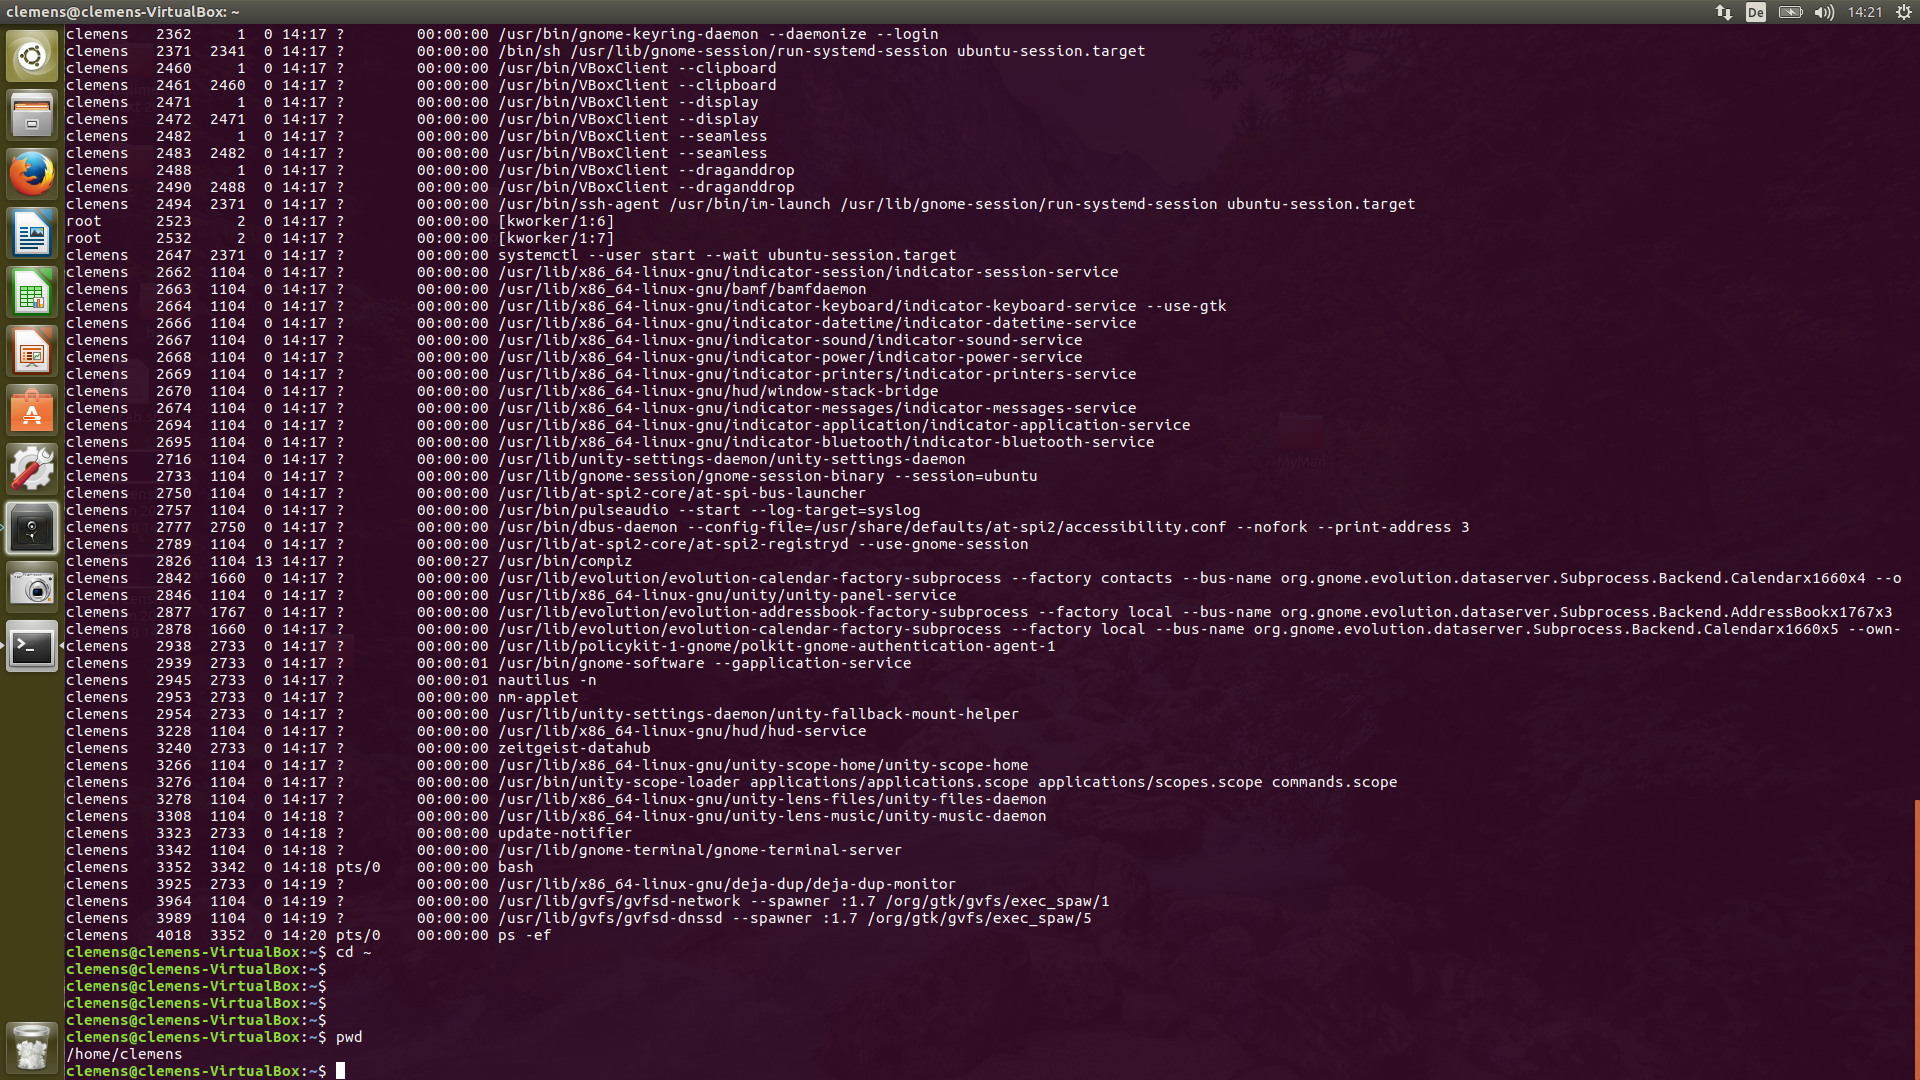 clemens@clemens-VirtualBox: ~
De
14:21
clemens   2362     1  0 14:17 ?        00:00:00 /usr/bin/gnome-keyring-daemon --daemonize --login
clemens   2371  2341  0 14:17 ?        00:00:00 /bin/sh /usr/lib/gnome-session/run-systemd-session ubuntu-session.target
clemens   2460     1  0 14:17 ?        00:00:00 /usr/bin/VBoxClient --clipboard
clemens   2461  2460  0 14:17 ?        00:00:00 /usr/bin/VBoxClient --clipboard
clemens   2471     1  0 14:17 ?        00:00:00 /usr/bin/VBoxClient --display
clemens   2472  2471  0 14:17 ?        00:00:00 /usr/bin/VBoxClient --display
clemens   2482     1  0 14:17 ?        00:00:00 /usr/bin/VBoxClient --seamless
clemens   2483  2482  0 14:17 ?        00:00:00 /usr/bin/VBoxClient --seamless
clemens   2488     1  0 14:17 ?        00:00:00 /usr/bin/VBoxClient --draganddrop
clemens   2490  2488  0 14:17 ?        00:00:00 /usr/bin/VBoxClient --draganddrop
clemens   2494  2371  0 14:17 ?        00:00:00 /usr/bin/ssh-agent /usr/bin/im-launch /usr/lib/gnome-session/run-systemd-session ubuntu-session.target
root      2523     2  0 14:17 ?        00:00:00 [kworker/1:6]
root      2532     2  0 14:17 ?        00:00:00 [kworker/1:7]
clemens   2647  2371  0 14:17 ?        00:00:00 systemctl --user start --wait ubuntu-session.target
clemens   2662  1104  0 14:17 ?        00:00:00 /usr/lib/x86_64-linux-gnu/indicator-session/indicator-session-service
clemens   2663  1104  0 14:17 ?        00:00:00 /usr/lib/x86_64-linux-gnu/bamf/bamfdaemon
clemens   2664  1104  0 14:17 ?        00:00:00 /usr/lib/x86_64-linux-gnu/indicator-keyboard/indicator-keyboard-service --use-gtk
clemens   2666  1104  0 14:17 ?        00:00:00 /usr/lib/x86_64-linux-gnu/indicator-datetime/indicator-datetime-service
clemens   2667  1104  0 14:17 ?        00:00:00 /usr/lib/x86_64-linux-gnu/indicator-sound/indicator-sound-service
clemens   2668  1104  0 14:17 ?        00:00:00 /usr/lib/x86_64-linux-gnu/indicator-power/indicator-power-service
clemens   2669  1104  0 14:17 ?        00:00:00 /usr/lib/x86_64-linux-gnu/indicator-printers/indicator-printers-service
clemens   2670  1104  0 14:17 ?        00:00:00 /usr/lib/x86_64-linux-gnu/hud/window-stack-bridge
clemens   2674  1104  0 14:17 ?        00:00:00 /usr/lib/x86_64-linux-gnu/indicator-messages/indicator-messages-service
clemens   2694  1104  0 14:17 ?        00:00:00 /usr/lib/x86_64-linux-gnu/indicator-application/indicator-application-service
clemens   2695  1104  0 14:17 ?        00:00:00 /usr/lib/x86_64-linux-gnu/indicator-bluetooth/indicator-bluetooth-service
clemens   2716  1104  0 14:17 ?        00:00:00 /usr/lib/unity-settings-daemon/unity-settings-daemon
clemens   2733  1104  0 14:17 ?        00:00:00 /usr/lib/gnome-session/gnome-session-binary --session=ubuntu
clemens   2750  1104  0 14:17 ?        00:00:00 /usr/lib/at-spi2-core/at-spi-bus-launcher
clemens   2757  1104  0 14:17 ?        00:00:00 /usr/bin/pulseaudio --start --log-target=syslog
clemens   2777  2750  0 14:17 ?        00:00:00 /usr/bin/dbus-daemon --config-file=/usr/share/defaults/at-spi2/accessibility.conf --nofork --print-address 3
clemens   2789  1104  0 14:17 ?        00:00:00 /usr/lib/at-spi2-core/at-spi2-registryd --use-gnome-session
clemens   2826  1104 13 14:17 ?        00:00:27 /usr/bin/compiz
clemens   2842  1660  0 14:17 ?        00:00:00 /usr/lib/evolution/evolution-calendar-factory-subprocess --factory contacts --bus-name org.gnome.evolution.dataserver.Subprocess.Backend.Calendarx1660x4 --o
clemens   2846  1104  0 14:17 ?        00:00:00 /usr/lib/x86_64-linux-gnu/unity/unity-panel-service
clemens   2877  1767  0 14:17 ?        00:00:00 /usr/lib/evolution/evolution-addressbook-factory-subprocess --factory local --bus-name org.gnome.evolution.dataserver.Subprocess.Backend.AddressBookx1767x3
clemens   2878  1660  0 14:17 ?        00:00:00 /usr/lib/evolution/evolution-calendar-factory-subprocess --factory local --bus-name org.gnome.evolution.dataserver.Subprocess.Backend.Calendarx1660x5 --own-
clemens   2938  2733  0 14:17 ?        00:00:00 /usr/lib/policykit-1-gnome/polkit-gnome-authentication-agent-1
clemens   2939  2733  0 14:17 ?        00:00:01 /usr/bin/gnome-software --gapplication-service
clemens   2945  2733  0 14:17 ?        00:00:01 nautilus -n
clemens   2953  2733  0 14:17 ?        00:00:00 nm-applet
clemens   2954  2733  0 14:17 ?        00:00:00 /usr/lib/unity-settings-daemon/unity-fallback-mount-helper
clemens   3228  1104  0 14:17 ?        00:00:00 /usr/lib/x86_64-linux-gnu/hud/hud-service
clemens   3240  2733  0 14:17 ?        00:00:00 zeitgeist-datahub
clemens   3266  1104  0 14:17 ?        00:00:00 /usr/lib/x86_64-linux-gnu/unity-scope-home/unity-scope-home
clemens   3276  1104  0 14:17 ?        00:00:00 /usr/bin/unity-scope-loader applications/applications.scope applications/scopes.scope commands.scope
clemens   3278  1104  0 14:17 ?        00:00:00 /usr/lib/x86_64-linux-gnu/unity-lens-files/unity-files-daemon
clemens   3308  1104  0 14:18 ?        00:00:00 /usr/lib/x86_64-linux-gnu/unity-lens-music/unity-music-daemon
clemens   3323  2733  0 14:18 ?        00:00:00 update-notifier
clemens   3342  1104  0 14:18 ?        00:00:00 /usr/lib/gnome-terminal/gnome-terminal-server
clemens   3352  3342  0 14:18 pts/0    00:00:00 bash
clemens   3925  2733  0 14:19 ?        00:00:00 /usr/lib/x86_64-linux-gnu/deja-dup/deja-dup-monitor
clemens   3964  1104  0 14:19 ?        00:00:00 /usr/lib/gvfs/gvfsd-network --spawner :1.7 /org/gtk/gvfs/exec_spaw/1
clemens   3989  1104  0 14:19 ?        00:00:00 /usr/lib/gvfs/gvfsd-dnssd --spawner :1.7 /org/gtk/gvfs/exec_spaw/5
clemens   4018  3352  0 14:20 pts/0    00:00:00 ps -ef
clemens@clemens-VirtualBox:~$ cd ~
clemens@clemens-VirtualBox:~$
clemens@clemens-VirtualBox:~$
clemens@clemens-VirtualBox:~$
clemens@clemens-VirtualBox:~$
clemens@clemens-VirtualBox:~$ pwd
/home/clemens
clemens@clemens-VirtualBox:~$